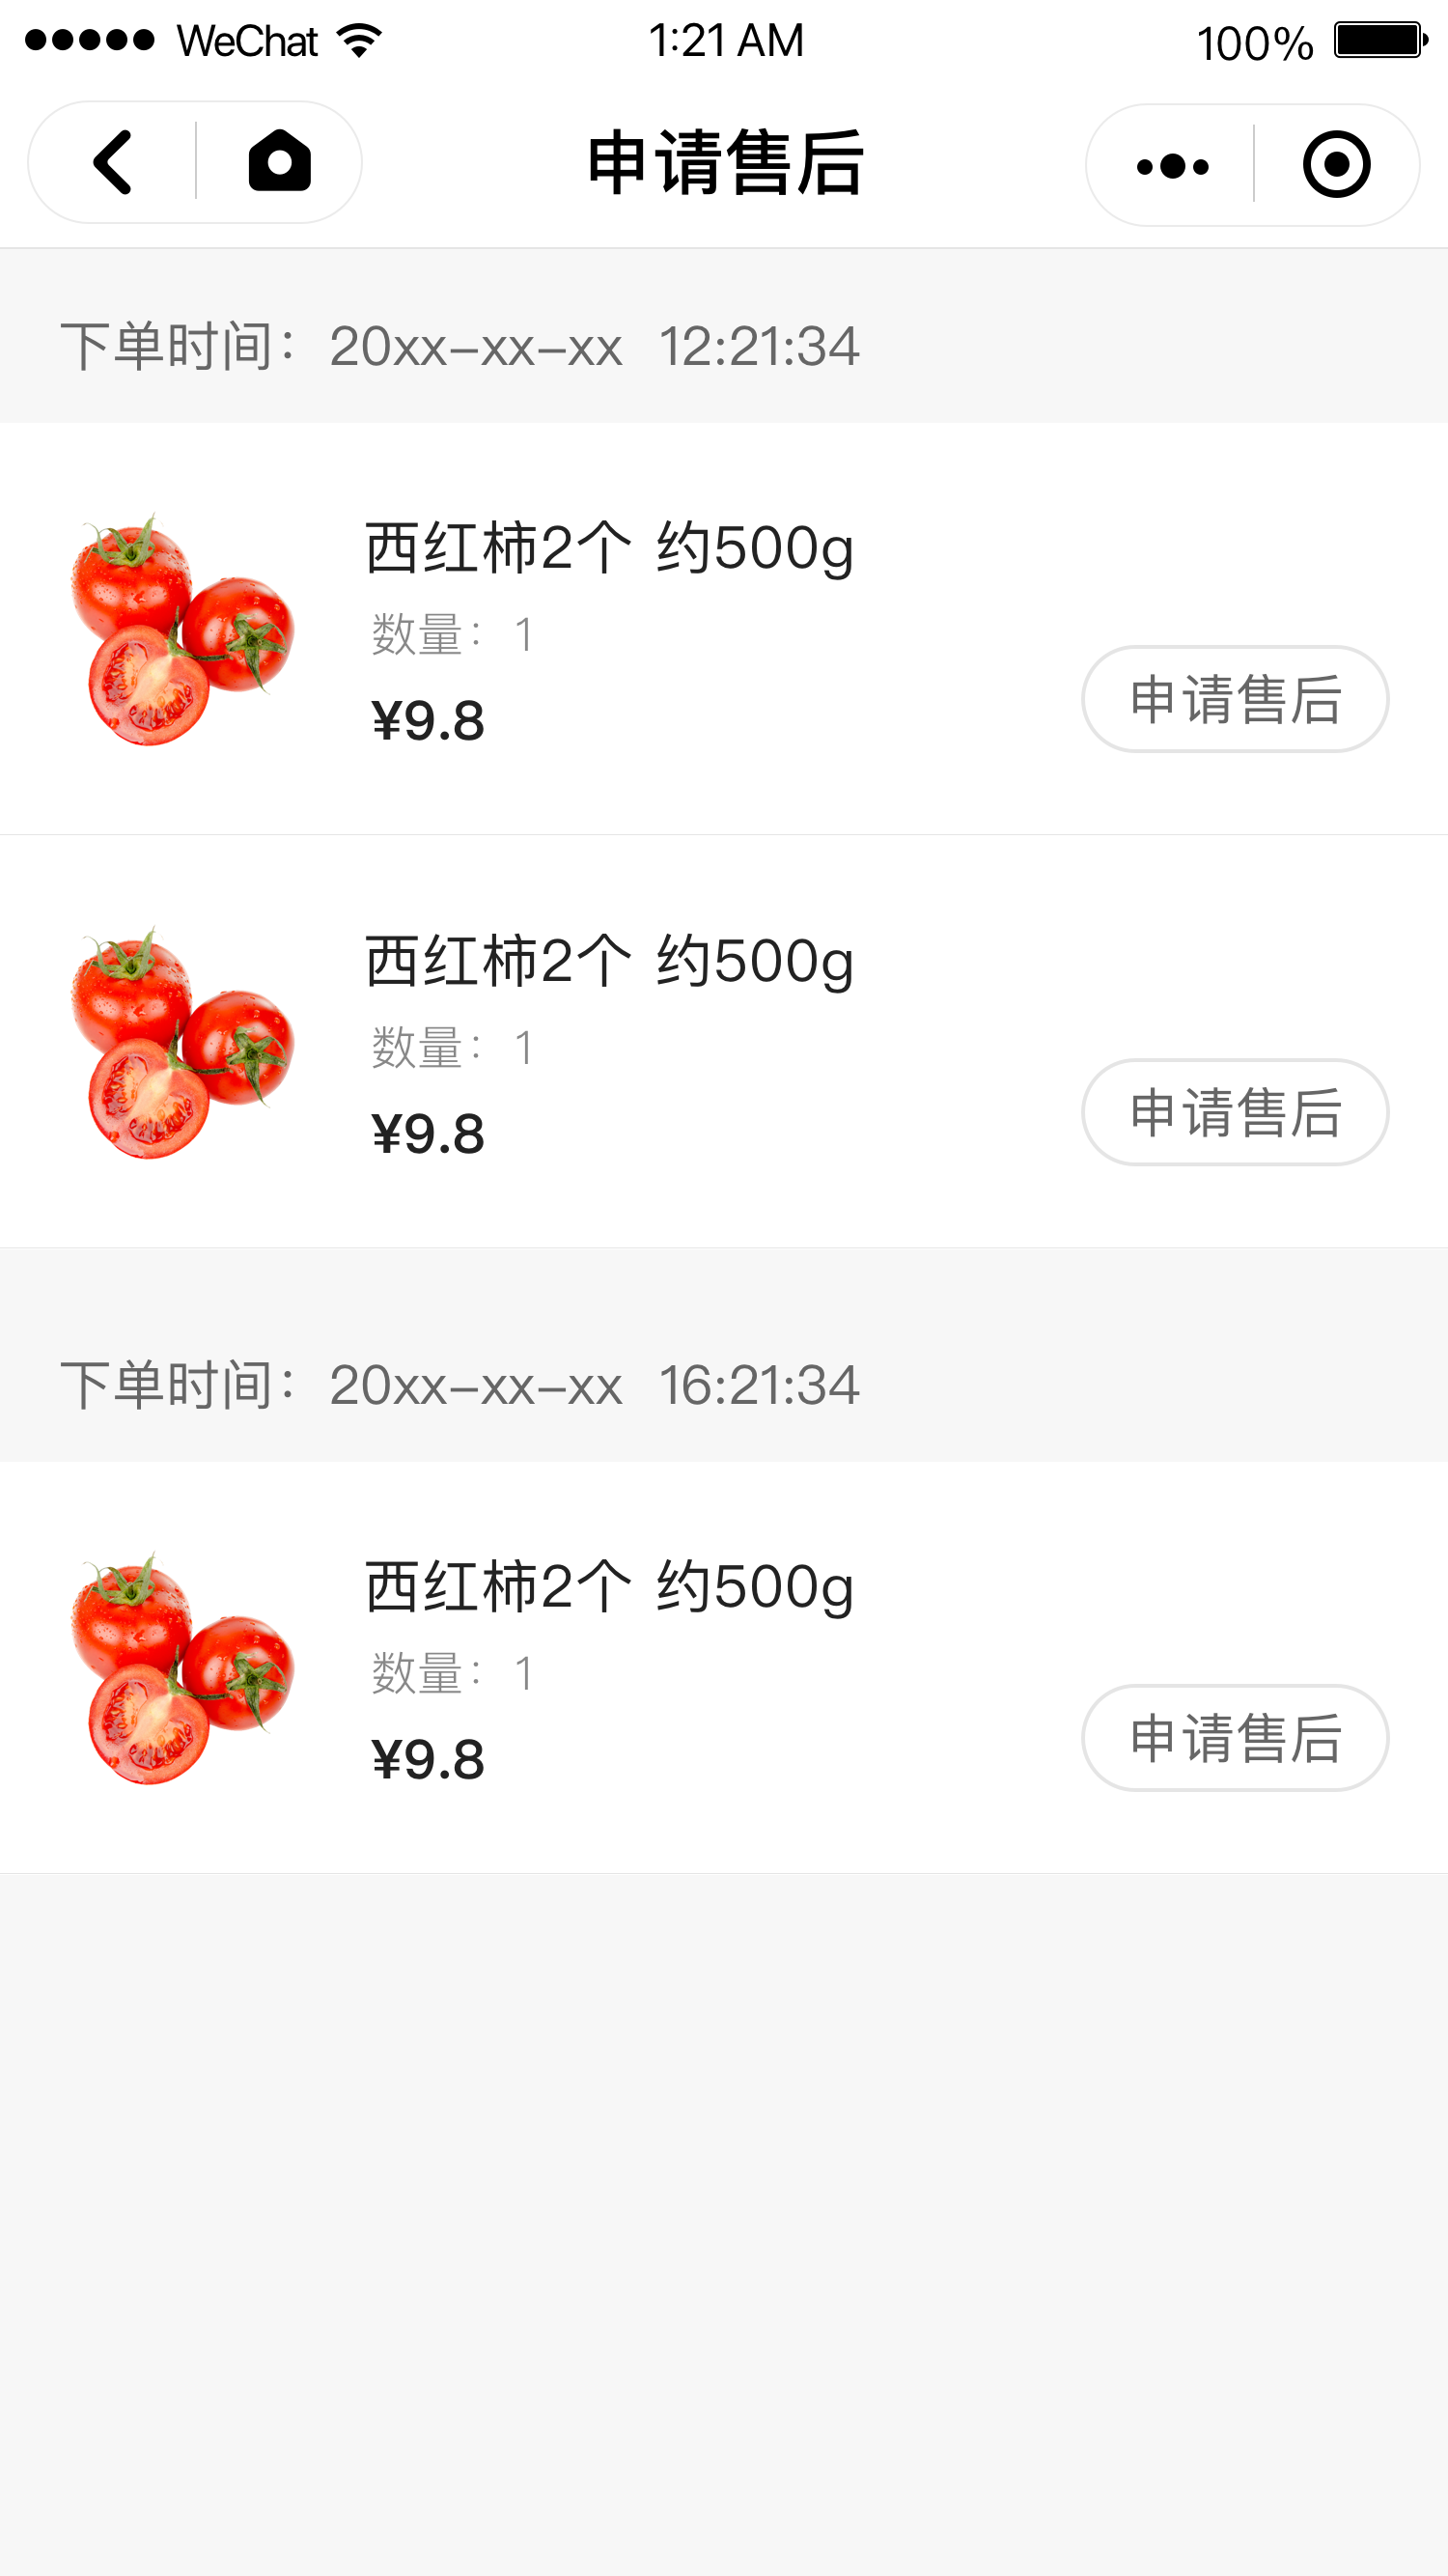 WeChat 1:21 AM 100%
申请售后
下单时间：20xx-xx-xx 12:21:34
西红柿2个 约500g
数量：1
¥9.8
申请售后
西红柿2个 约500g
数量：1
¥9.8
申请售后
下单时间：20xx-xx-xx 16:21:34
西红柿2个 约500g
数量：1
¥9.8
申请售后